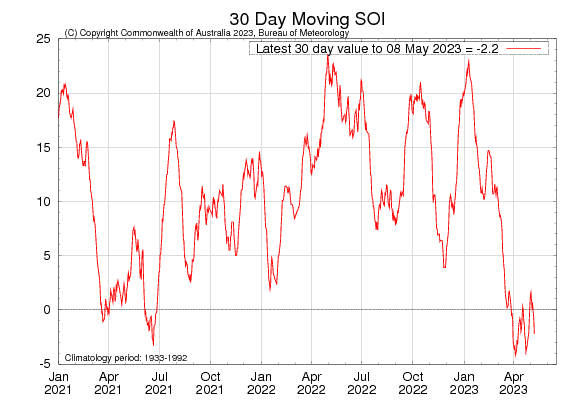 30 Day Moving SOI
(C) Copyright Commonwealth of Australia 2023, Bureau of Meteorology
Latest 30 day value to 08 May 2023 = -2.2
25
20
15
10
5
0
-5
Climatology period: 1933-1992
Jan Apr Jul Oct Jan Apr Jul Oct Jan Apr
2021 2021 2021 2021 2022 2022 2022 2022 2023 2023